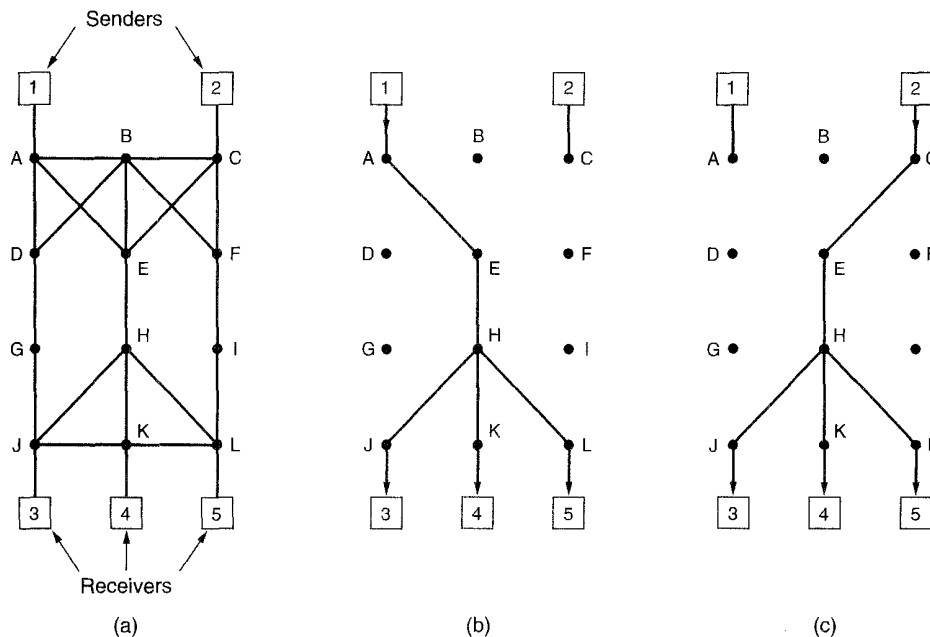 Senders
1 2 1 2 1 2
B B B
A C A C A
D F D F D
E E E
H H H
G I G I G
K K K
J L J L J
3 4 5 3 4 5 3 4 5
Receivers
(a) (b) (c)